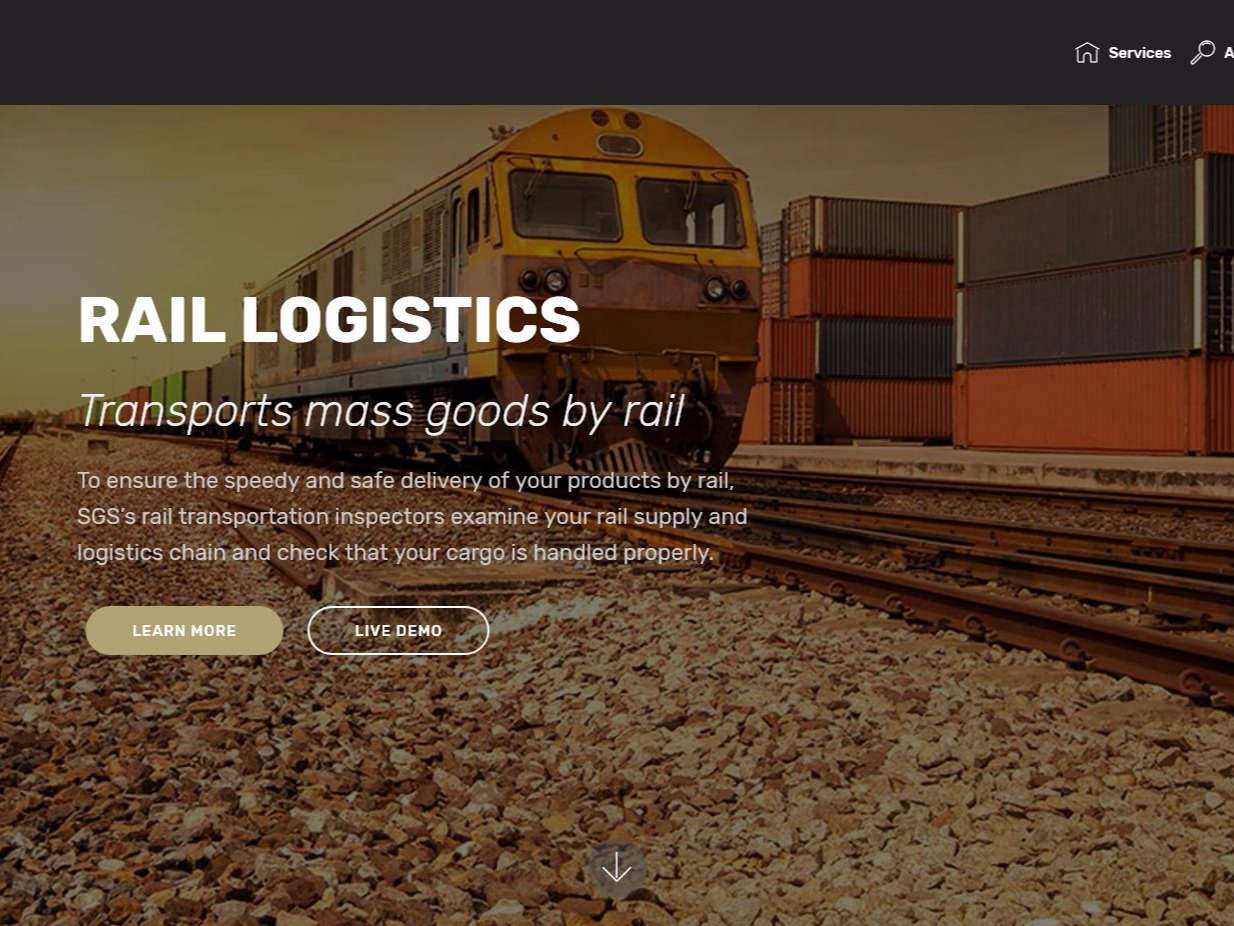 Services
RAIL LOGISTICS
Transports mass goods by rail
To ensure the speedy and safe delivery of your products by rail,
SGS's rail transportation inspectors examine your rail supply and
logistics chain and check that your cargo is handled properly.
LEARN MORE
LIVE DEMO